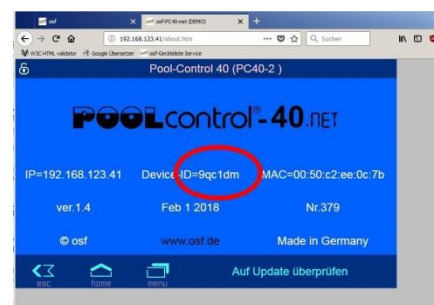 osf
osf-PC40-net (DEMO)
192.168.123.41/about.htm
Suchen
W3C HTML validator
Google Übersetzer
osf-Geräteliste Service
Pool-Control 40 (PC40-2 )
POOLcontrol®-40.NET
IP=192.168.123.41 Device-ID=9qc1dm MAC=00:50:c2:ee:0c:7b
ver.1.4 Feb 1 2018 Nr.379
© osf www.osf.de Made in Germany
esc home menu Auf Update überprüfen